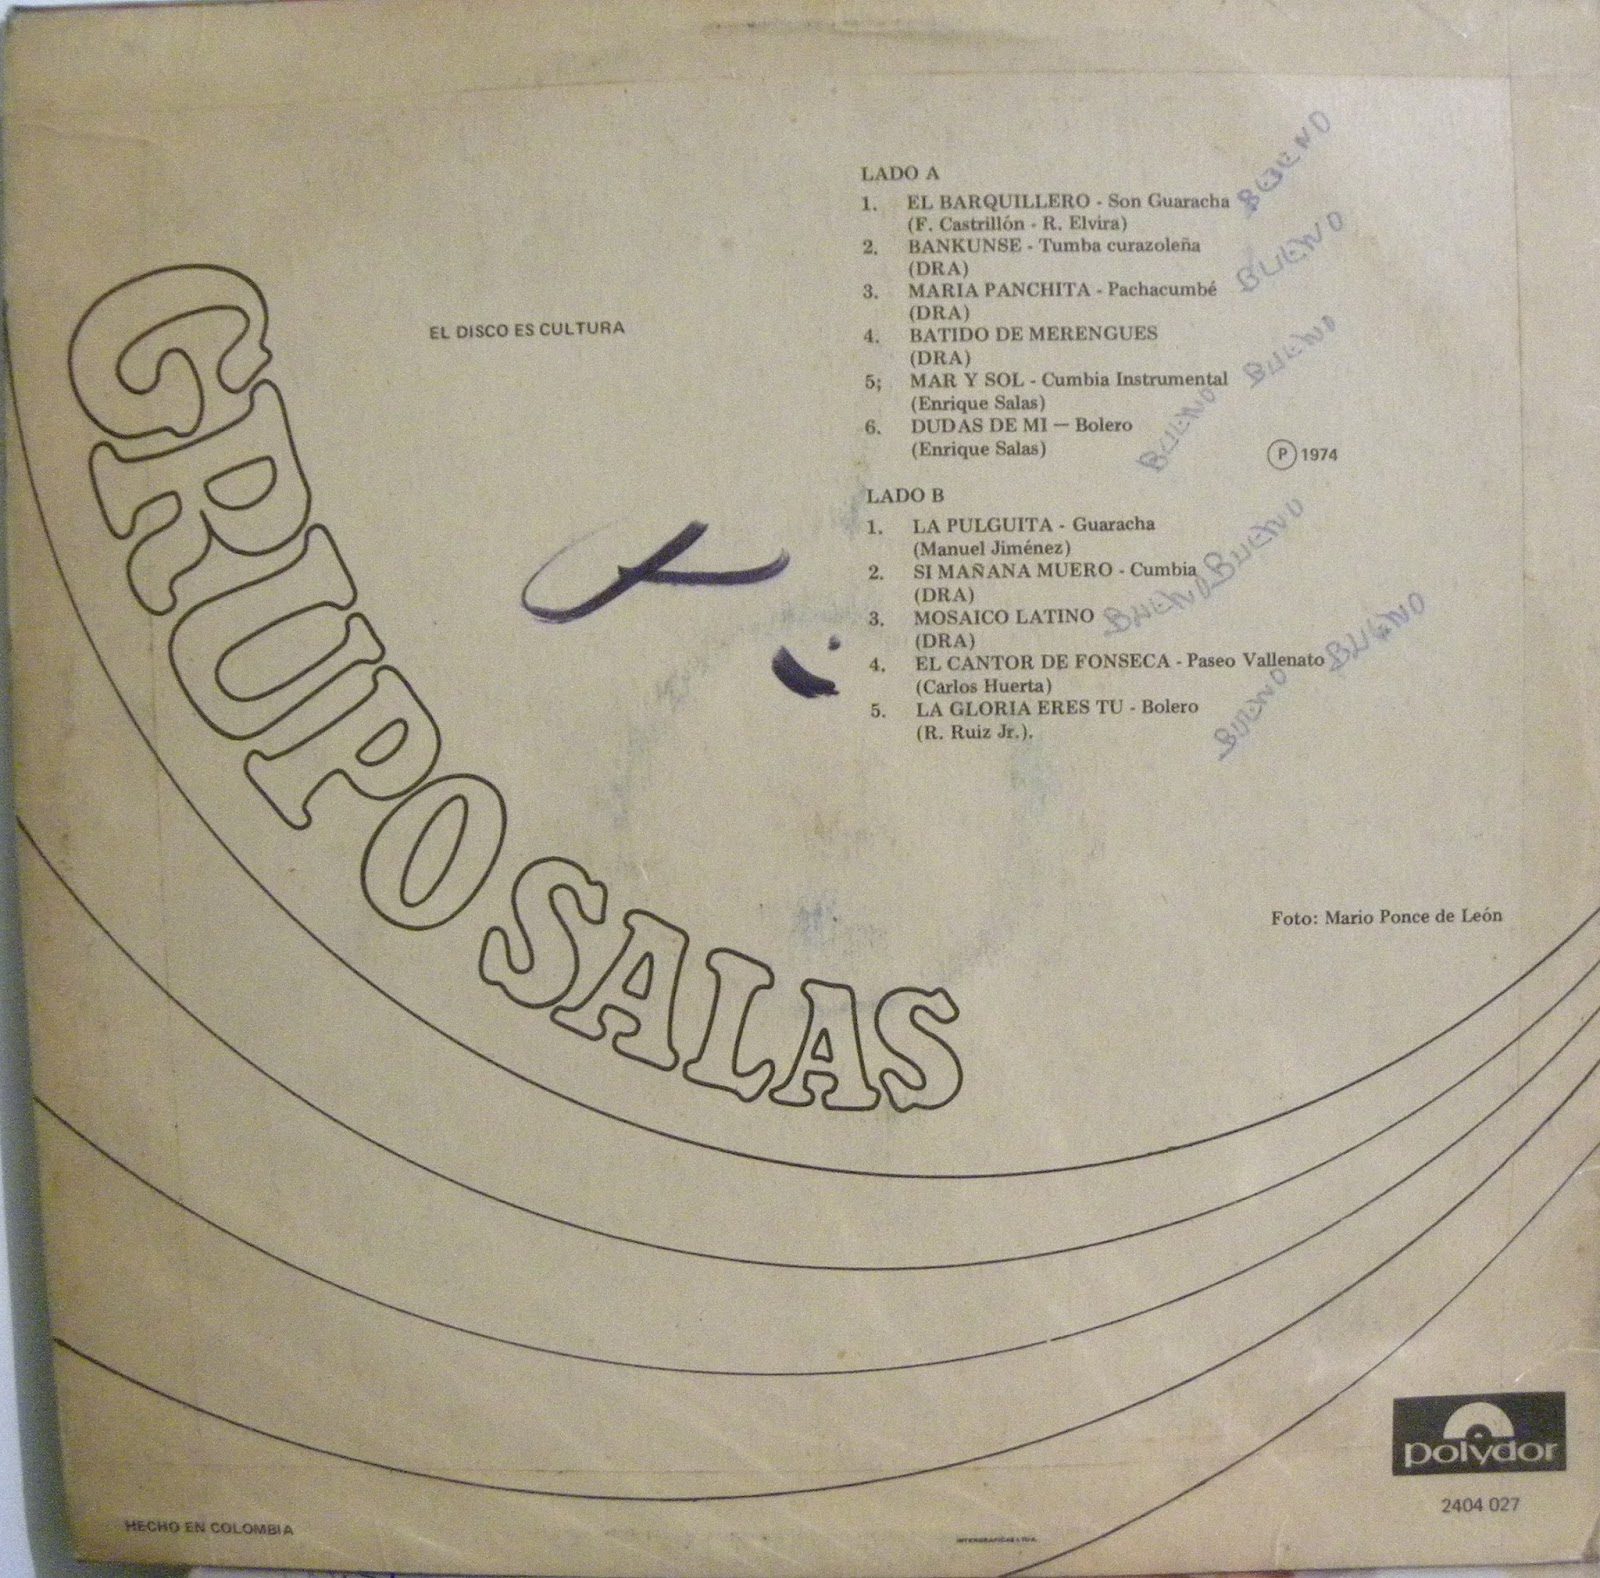 EL DISCO ES CULTURA
GRUPO SALAS
LADO A
1. EL BARQUILLERO - Son Guaracha BUENO
(F. Castrillón - R. Elvira)
2. BANKUNSE - Tumba curazoleña
(DRA) BUENO
3. MARIA PANCHITA - Pachacumbé
(DRA)
4. BATIDO DE MERENGUES
(DRA) BUENO
5; MAR Y SOL - Cumbia Instrumental
(Enrique Salas)
6. DUDAS DE MI — Bolero BUENO
(Enrique Salas)
P 1974
LADO B
1. LA PULGUITA - Guaracha
(Manuel Jiménez)
2. SI MAÑANA MUERO - Cumbia BUENO
(DRA)
3. MOSAICO LATINO BUENO
(DRA)
4. EL CANTOR DE FONSECA - Paseo Vallenato BUENO
(Carlos Huerta)
5. LA GLORIA ERES TU - Bolero BUENO
(R. Ruiz Jr.).
Foto: Mario Ponce de León
polydor
2404 027
HECHO EN COLOMBIA